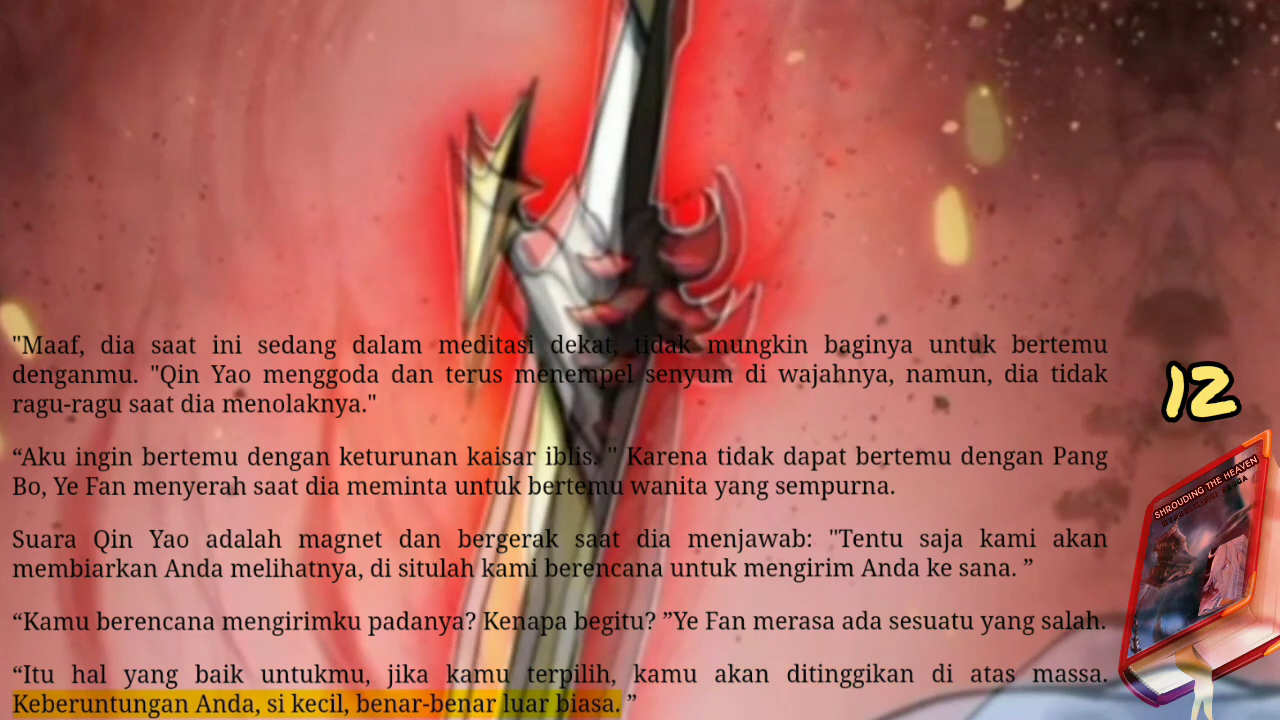 "Maaf, dia saat ini sedang dalam meditasi dekat, tidak mungkin baginya untuk bertemu
denganmu. "Qin Yao menggoda dan terus menempel senyum di wajahnya, namun, dia tidak
ragu-ragu saat dia menolaknya."
“Aku ingin bertemu dengan keturunan kaisar iblis. " Karena tidak dapat bertemu dengan Pang
Bo, Ye Fan menyerah saat dia meminta untuk bertemu wanita yang sempurna.
Suara Qin Yao adalah magnet dan bergerak saat dia menjawab: "Tentu saja kami akan
membiarkan Anda melihatnya, di situlah kami berencana untuk mengirim Anda ke sana. ”
“Kamu berencana mengirimku padanya? Kenapa begitu? ”Ye Fan merasa ada sesuatu yang salah.
“Itu hal yang baik untukmu, jika kamu terpilih, kamu akan ditinggikan di atas massa.
Keberuntungan Anda, si kecil, benar-benar luar biasa. ”
12
SHROUDING THE HEAVEN